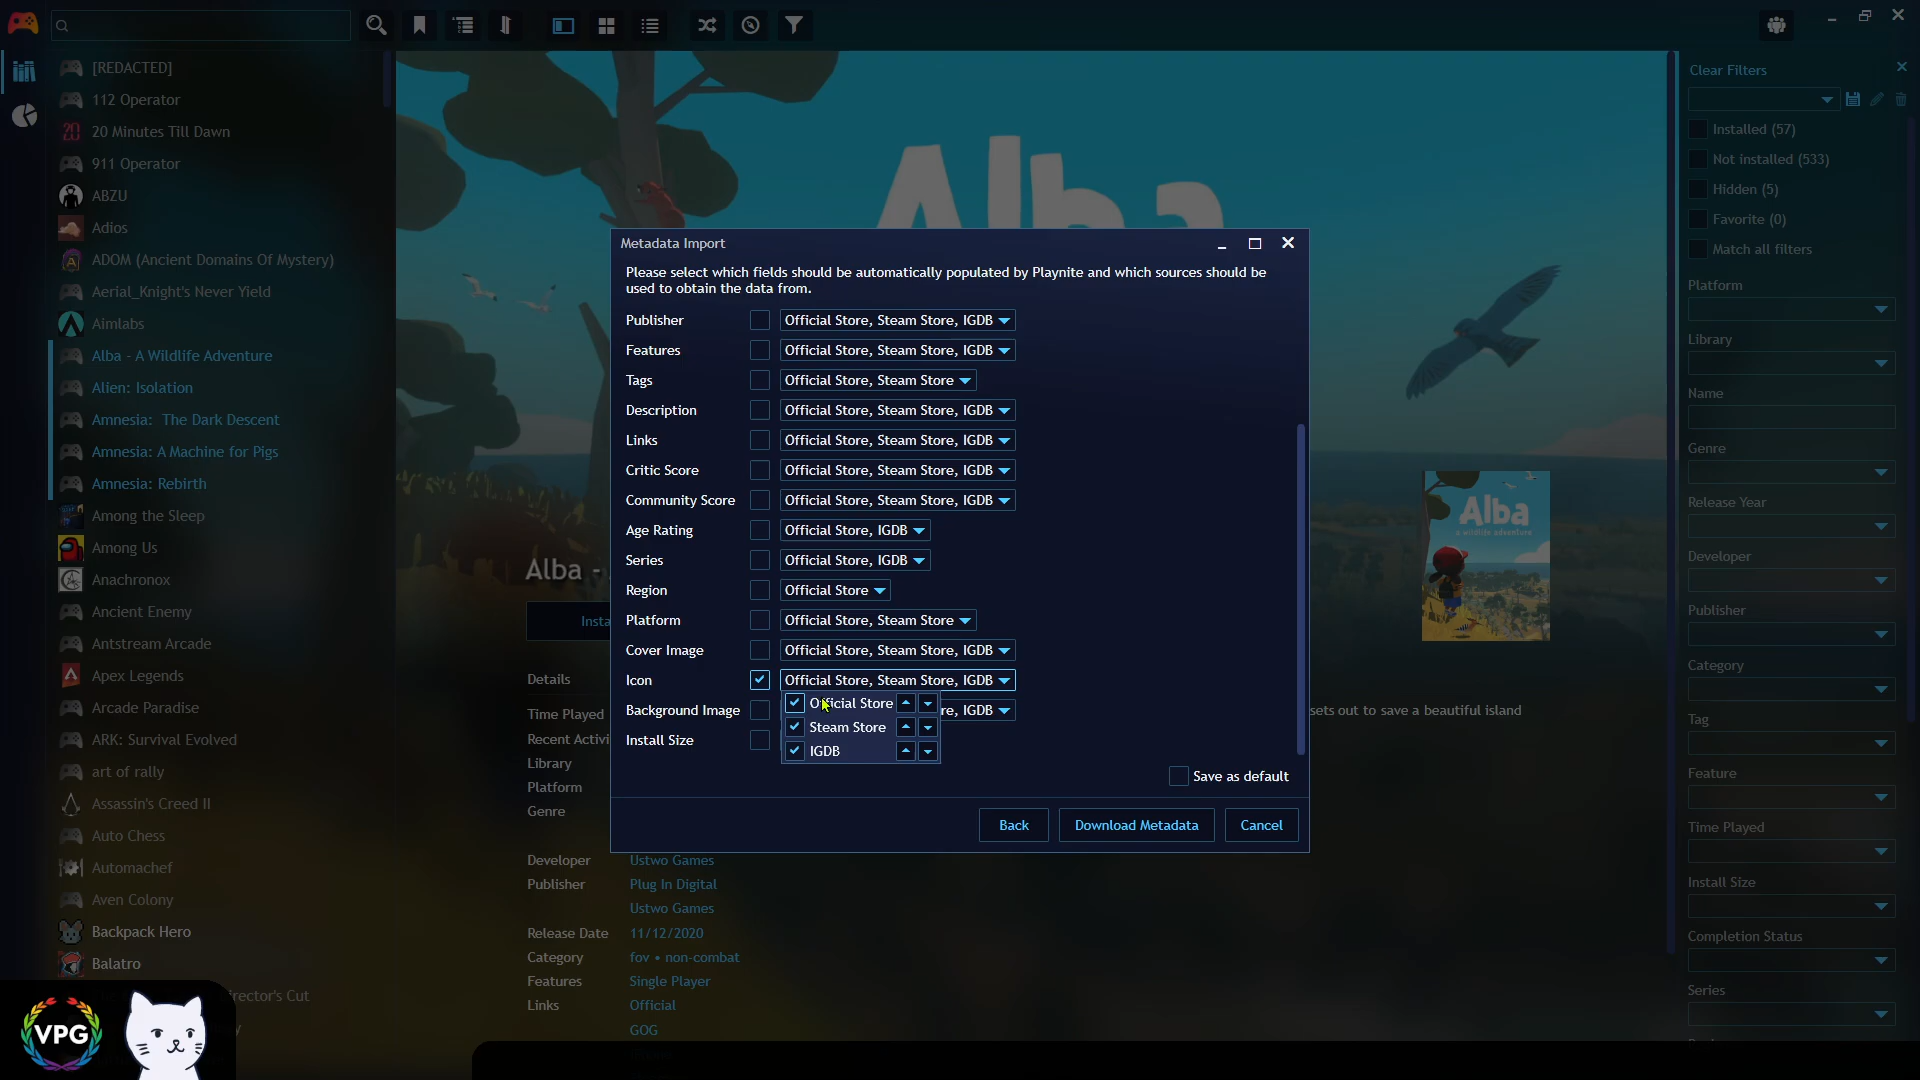 [REDACTED]
112 Operator
20 Minutes Till Dawn
911 Operator
ABZU
Adios
ADOM (Ancient Domains Of Mystery)
Aerial_Knight's Never Yield
Aimlabs
Alba - A Wildlife Adventure
Alien: Isolation
Amnesia: The Dark Descent
Amnesia: A Machine for Pigs
Amnesia: Rebirth
Among the Sleep
Among Us
Anachronox
Ancient Enemy
Antstream Arcade
Apex Legends
Arcade Paradise
ARK: Survival Evolved
art of rally
Assassin's Creed II
Auto Chess
Automachef
Aven Colony
Backpack Hero
Balatro
irector's Cut
VPG
Alba
Alba -
Insta
Details
Time Played
Recent Activi
Library
Platform
Genre
Developer
Ustwo Games
Publisher
Plug In Digital
Ustwo Games
Release Date
11/12/2020
Category
fov • non-combat
Features
Single Player
Links
Official
GOG
Metadata Import
Please select which fields should be automatically populated by Playnite and which sources should be
used to obtain the data from.
Publisher
Official Store, Steam Store, IGDB
Features
Official Store, Steam Store, IGDB
Tags
Official Store, Steam Store
Description
Official Store, Steam Store, IGDB
Links
Official Store, Steam Store, IGDB
Critic Score
Official Store, Steam Store, IGDB
Community Score
Official Store, Steam Store, IGDB
Age Rating
Official Store, IGDB
Series
Official Store, IGDB
Region
Official Store
Platform
Official Store, Steam Store
Cover Image
Official Store, Steam Store, IGDB
Icon
Official Store, Steam Store, IGDB
Official Store
Background Image
re, IGDB
Steam Store
Install Size
IGDB
Save as default
Back
Download Metadata
Cancel
Alba
a wildlife adventure
sets out to save a beautiful island
Clear Filters
Installed (57)
Not installed (533)
Hidden (5)
Favorite (0)
Match all filters
Platform
Library
Name
Genre
Release Year
Developer
Publisher
Category
Tag
Feature
Time Played
Install Size
Completion Status
Series